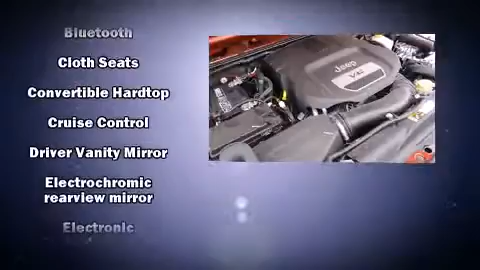 Bluetooth
Cloth Seats
Convertible Hardtop
Cruise Control
Driver Vanity Mirror
Electrochromic
rearview mirror
Electronic
Jeep
V6